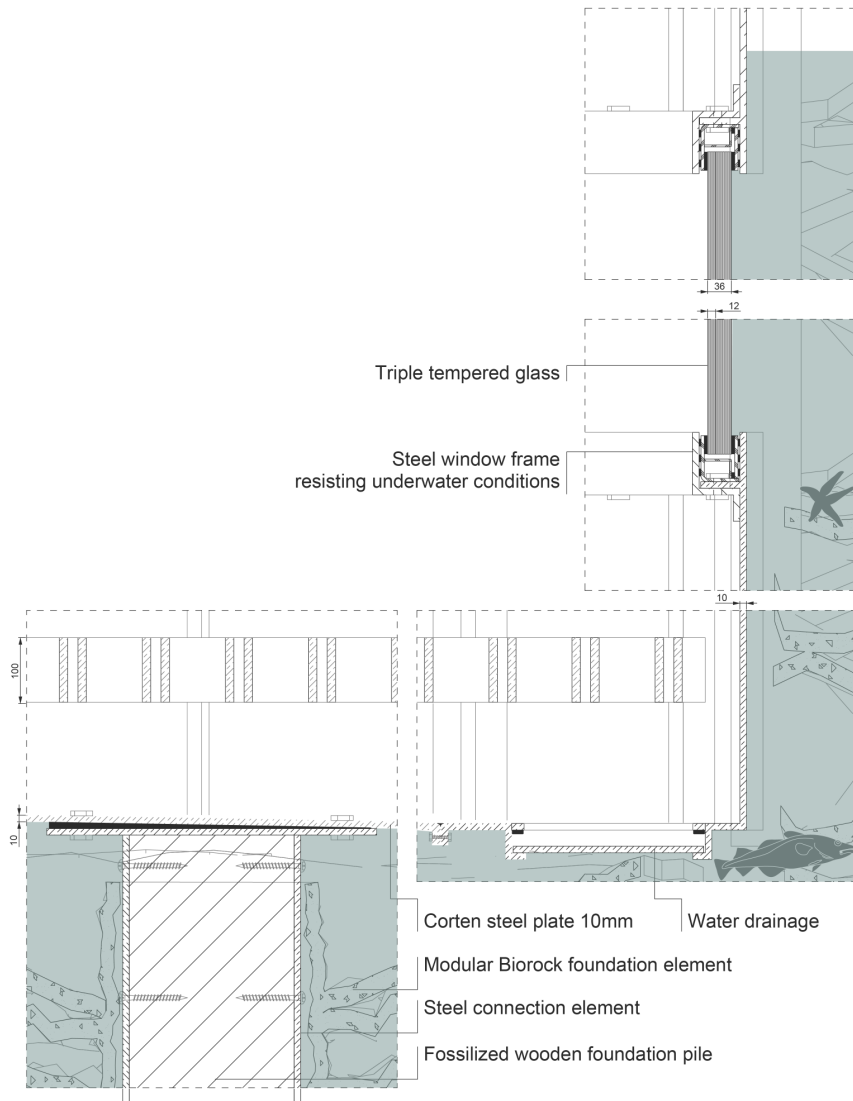 36
12
Triple tempered glass
Steel window frame
resisting underwater conditions
10
100
10
Corten steel plate 10mm
Water drainage
Modular Biorock foundation element
Steel connection element
Fossilized wooden foundation pile